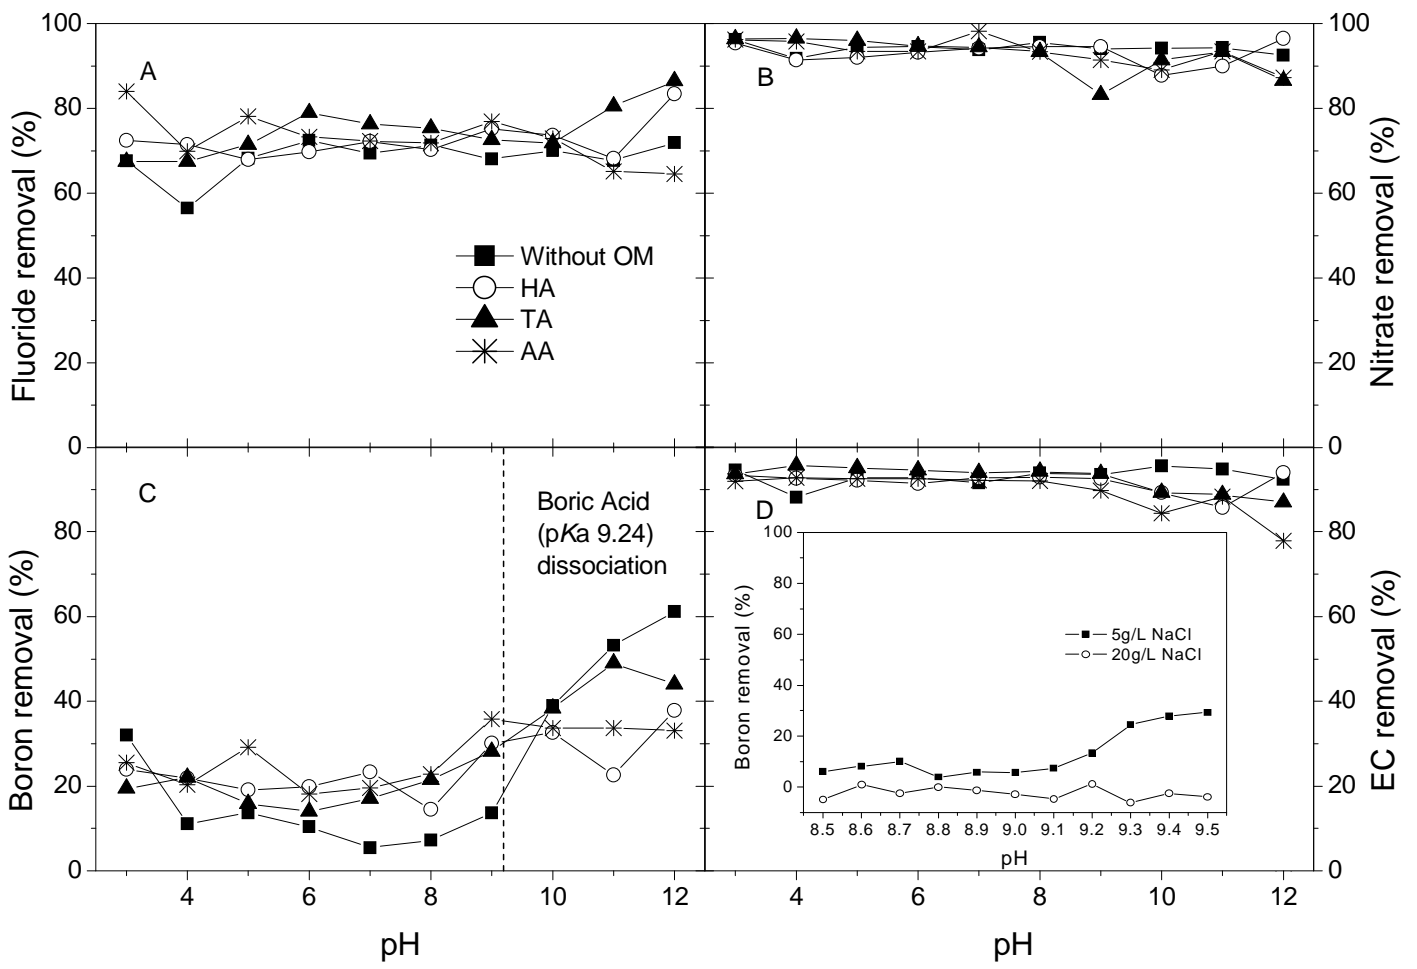 100
80
60
40
20
0
Fluoride removal (%)
A
Without OM
HA
TA
AA
B
100
80
60
40
20
0
Nitrate removal (%)
80
60
40
20
0
Boron removal (%)
C
Boric Acid
(pKa 9.24)
dissociation
4
6
8
10
12
pH
D
100
80
60
40
20
0
Boron removal (%)
5g/L NaCl
20g/L NaCl
8.5 8.6 8.7 8.8 8.9 9.0 9.1 9.2 9.3 9.4 9.5
pH
80
60
40
20
0
EC removal (%)
4
6
8
10
12
pH